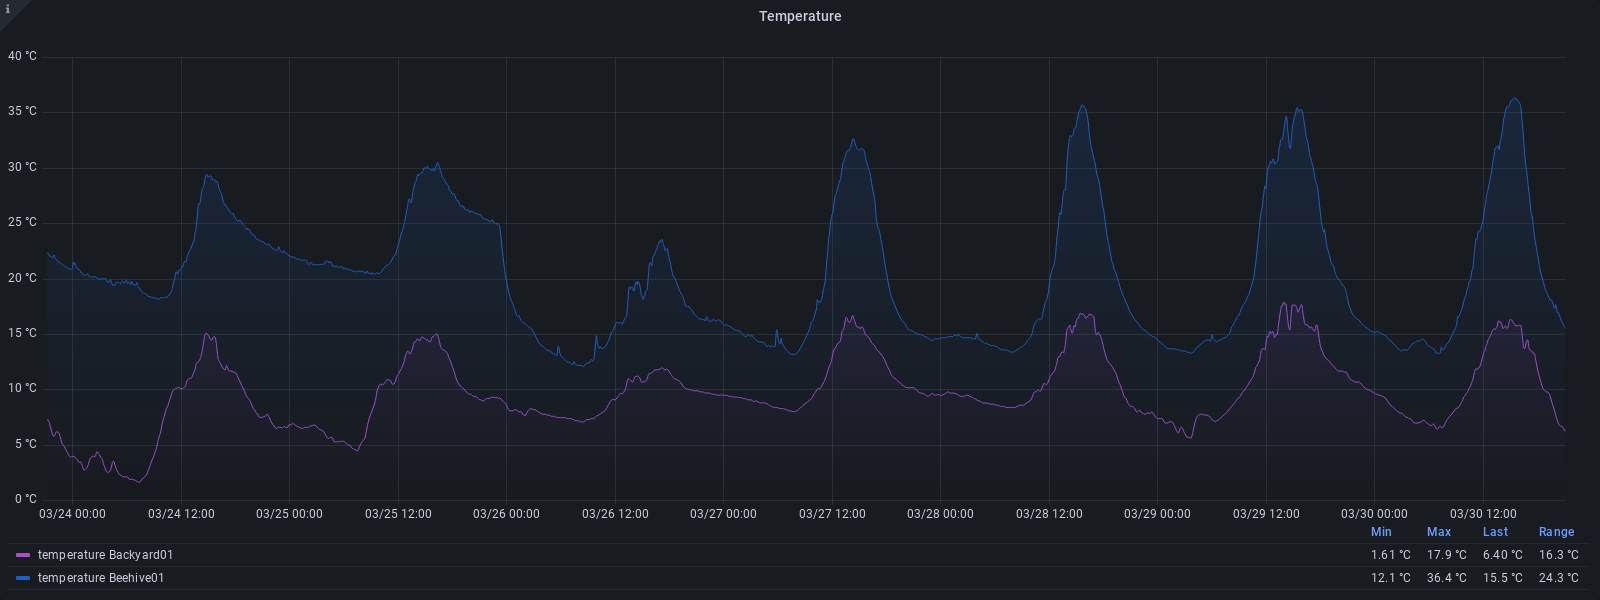 i
Temperature
40 °C
35 °C
30 °C
25 °C
20 °C
15 °C
10 °C
5 °C
0 °C
03/24 00:00 03/24 12:00 03/25 00:00 03/25 12:00 03/26 00:00 03/26 12:00 03/27 00:00 03/27 12:00 03/28 00:00 03/28 12:00 03/29 00:00 03/29 12:00 03/30 00:00 03/30 12:00
Min Max Last Range
temperature Backyard01 1.61 °C 17.9 °C 6.40 °C 16.3 °C
temperature Beehive01 12.1 °C 36.4 °C 15.5 °C 24.3 °C